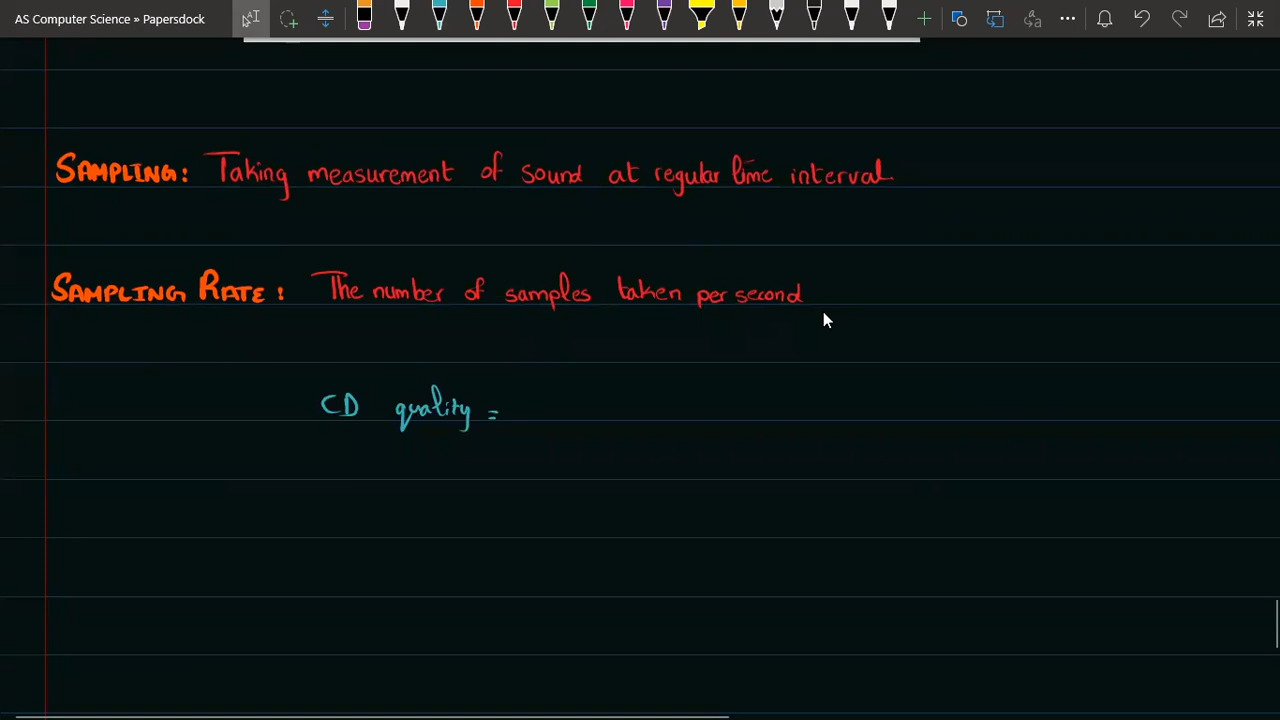 AS Computer Science » Papersdock
SAMPLING: Taking measurement of sound at regular time interval.
SAMPLING RATE: The number of samples taken per second
CD quality =